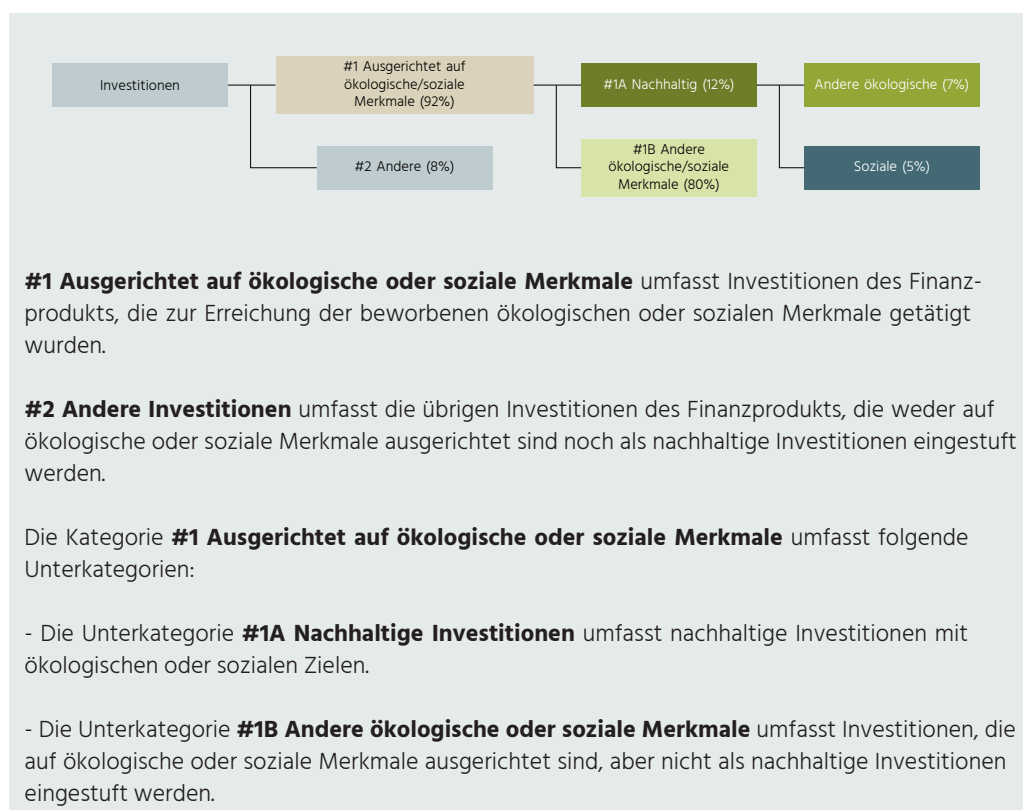 Investitionen
#1 Ausgerichtet auf
ökologische/soziale
Merkmale (92%)
#1A Nachhaltig (12%)
Andere ökologische (7%)
#2 Andere (8%)
#1B Andere
ökologische/soziale
Merkmale (80%)
Soziale (5%)
#1 Ausgerichtet auf ökologische oder soziale Merkmale umfasst Investitionen des Finanz-
produkts, die zur Erreichung der beworbenen ökologischen oder sozialen Merkmale getätigt
wurden.
#2 Andere Investitionen umfasst die übrigen Investitionen des Finanzprodukts, die weder auf
ökologische oder soziale Merkmale ausgerichtet sind noch als nachhaltige Investitionen eingestuft
werden.
Die Kategorie #1 Ausgerichtet auf ökologische oder soziale Merkmale umfasst folgende
Unterkategorien:
- Die Unterkategorie #1A Nachhaltige Investitionen umfasst nachhaltige Investitionen mit
ökologischen oder sozialen Zielen.
- Die Unterkategorie #1B Andere ökologische oder soziale Merkmale umfasst Investitionen, die
auf ökologische oder soziale Merkmale ausgerichtet sind, aber nicht als nachhaltige Investitionen
eingestuft werden.